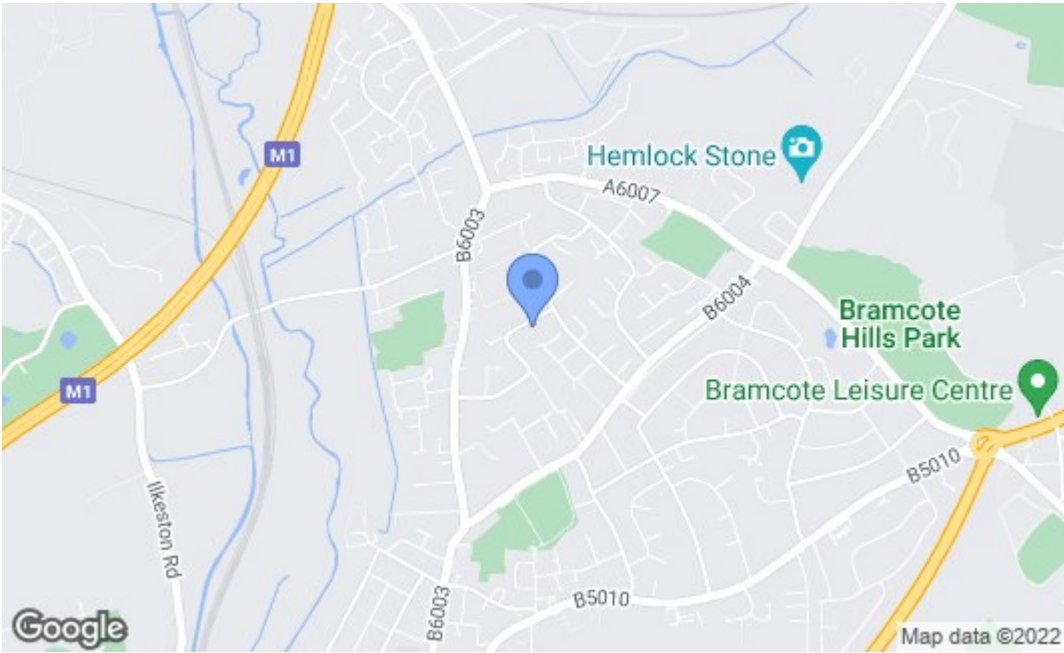 M1
Hemlock Stone
A6007
B6003
B6004
Bramcote
Hills Park
Bramcote Leisure Centre
M1
B5010
Ilkeston Rd
B6003
B5010
Google
Map data ©2022